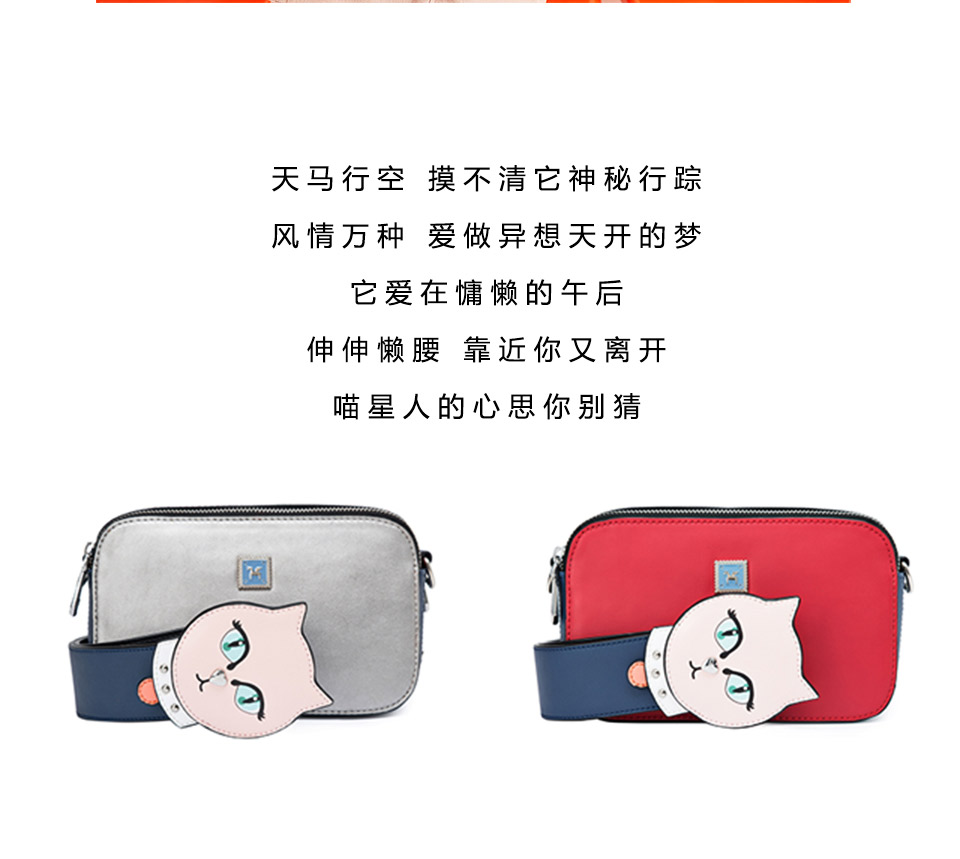 天马行空 摸不清它神秘行踪
风情万种 爱做异想天开的梦
它爱在慵懒的午后
伸伸懒腰 靠近你又离开
喵星人的心思你别猜